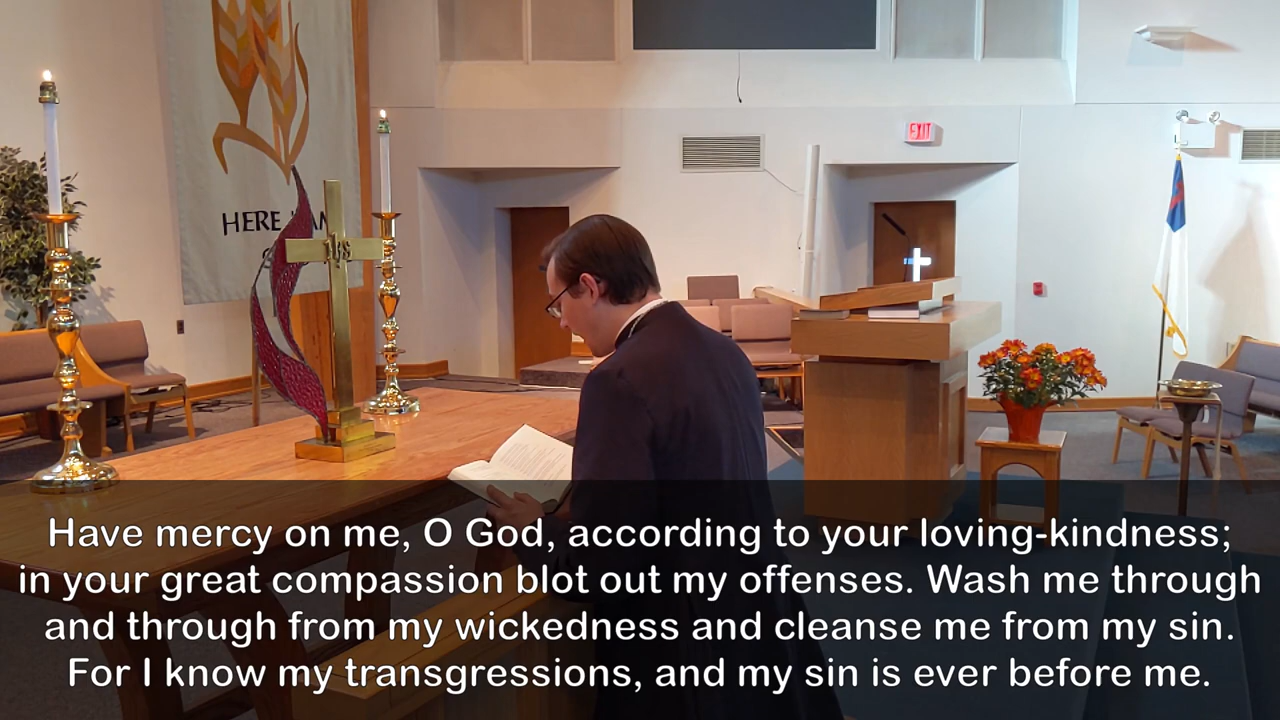 EXIT
HERE I AM
IHS
Have mercy on me, O God, according to your loving-kindness;
in your great compassion blot out my offenses. Wash me through
and through from my wickedness and cleanse me from my sin.
For I know my transgressions, and my sin is ever before me.